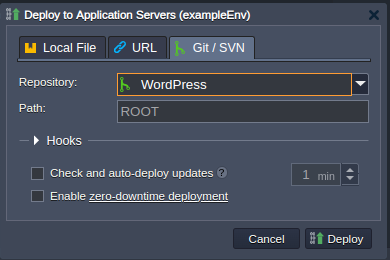 Deploy to Application Servers (exampleEnv)
Local File
URL
Git / SVN
Repository:
WordPress
Path:
ROOT
Hooks
Check and auto-deploy updates ?
1 min
Enable zero-downtime deployment
Cancel
Deploy